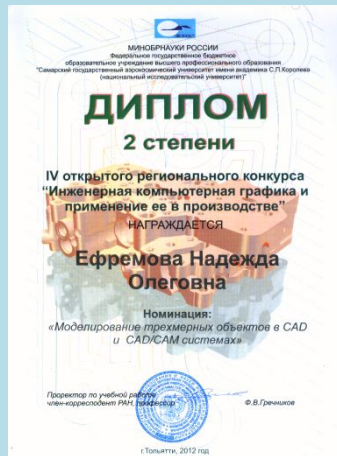 МИНОБРНАУКИ РОССИИ
Федеральное государственное бюджетное
образовательное учреждение высшего профессионального образования
"Самарский государственный аэрокосмический университет имени академика С.П.Королева
(национальный исследовательский университет)"
ДИПЛОМ
2 степени
IV открытого регионального конкурса
“Инженерная компьютерная графика и
применение ее в производстве”
НАГРАЖДАЕТСЯ
Ефремова Надежда
Олеговна
Номинация:
«Моделирование трехмерных объектов в CAD
и CAD/CAM системах»
Проректор по учебной работе
член-корреспондент РАН, профессор
Ф.В.Гречников
г.Тольятти, 2012 год